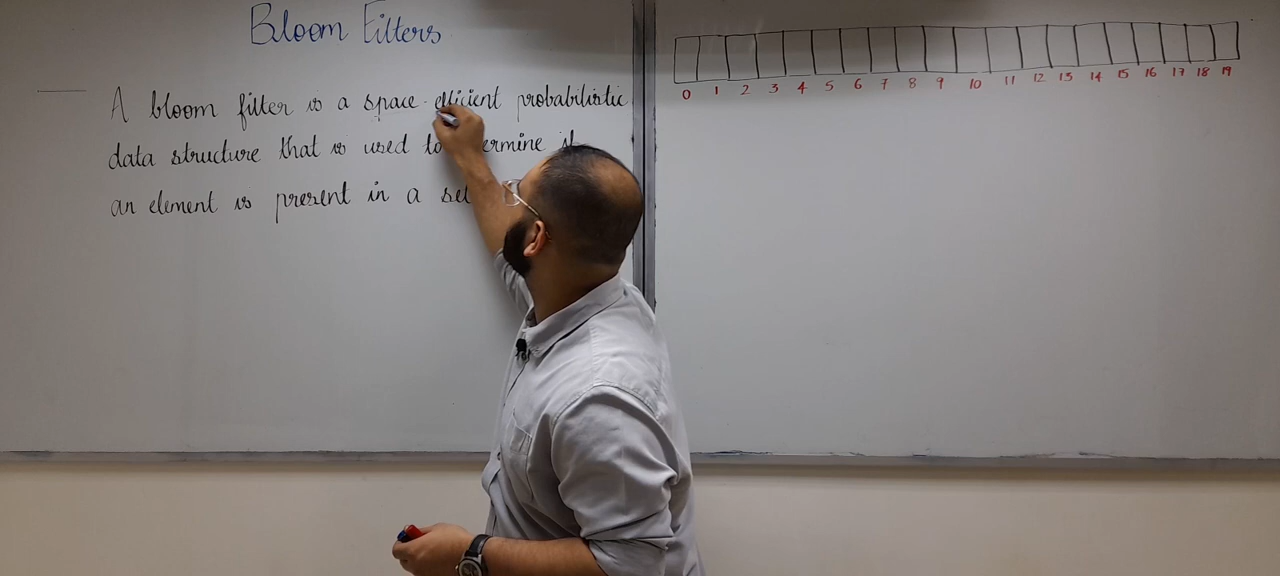 Bloom Filters
A bloom filter is a space efficient probabilistic
data structure that is used to
an element is present in a set
0 1 2 3 4 5 6 7 8 9 10 11 12 13 14 15 16 17 18 19